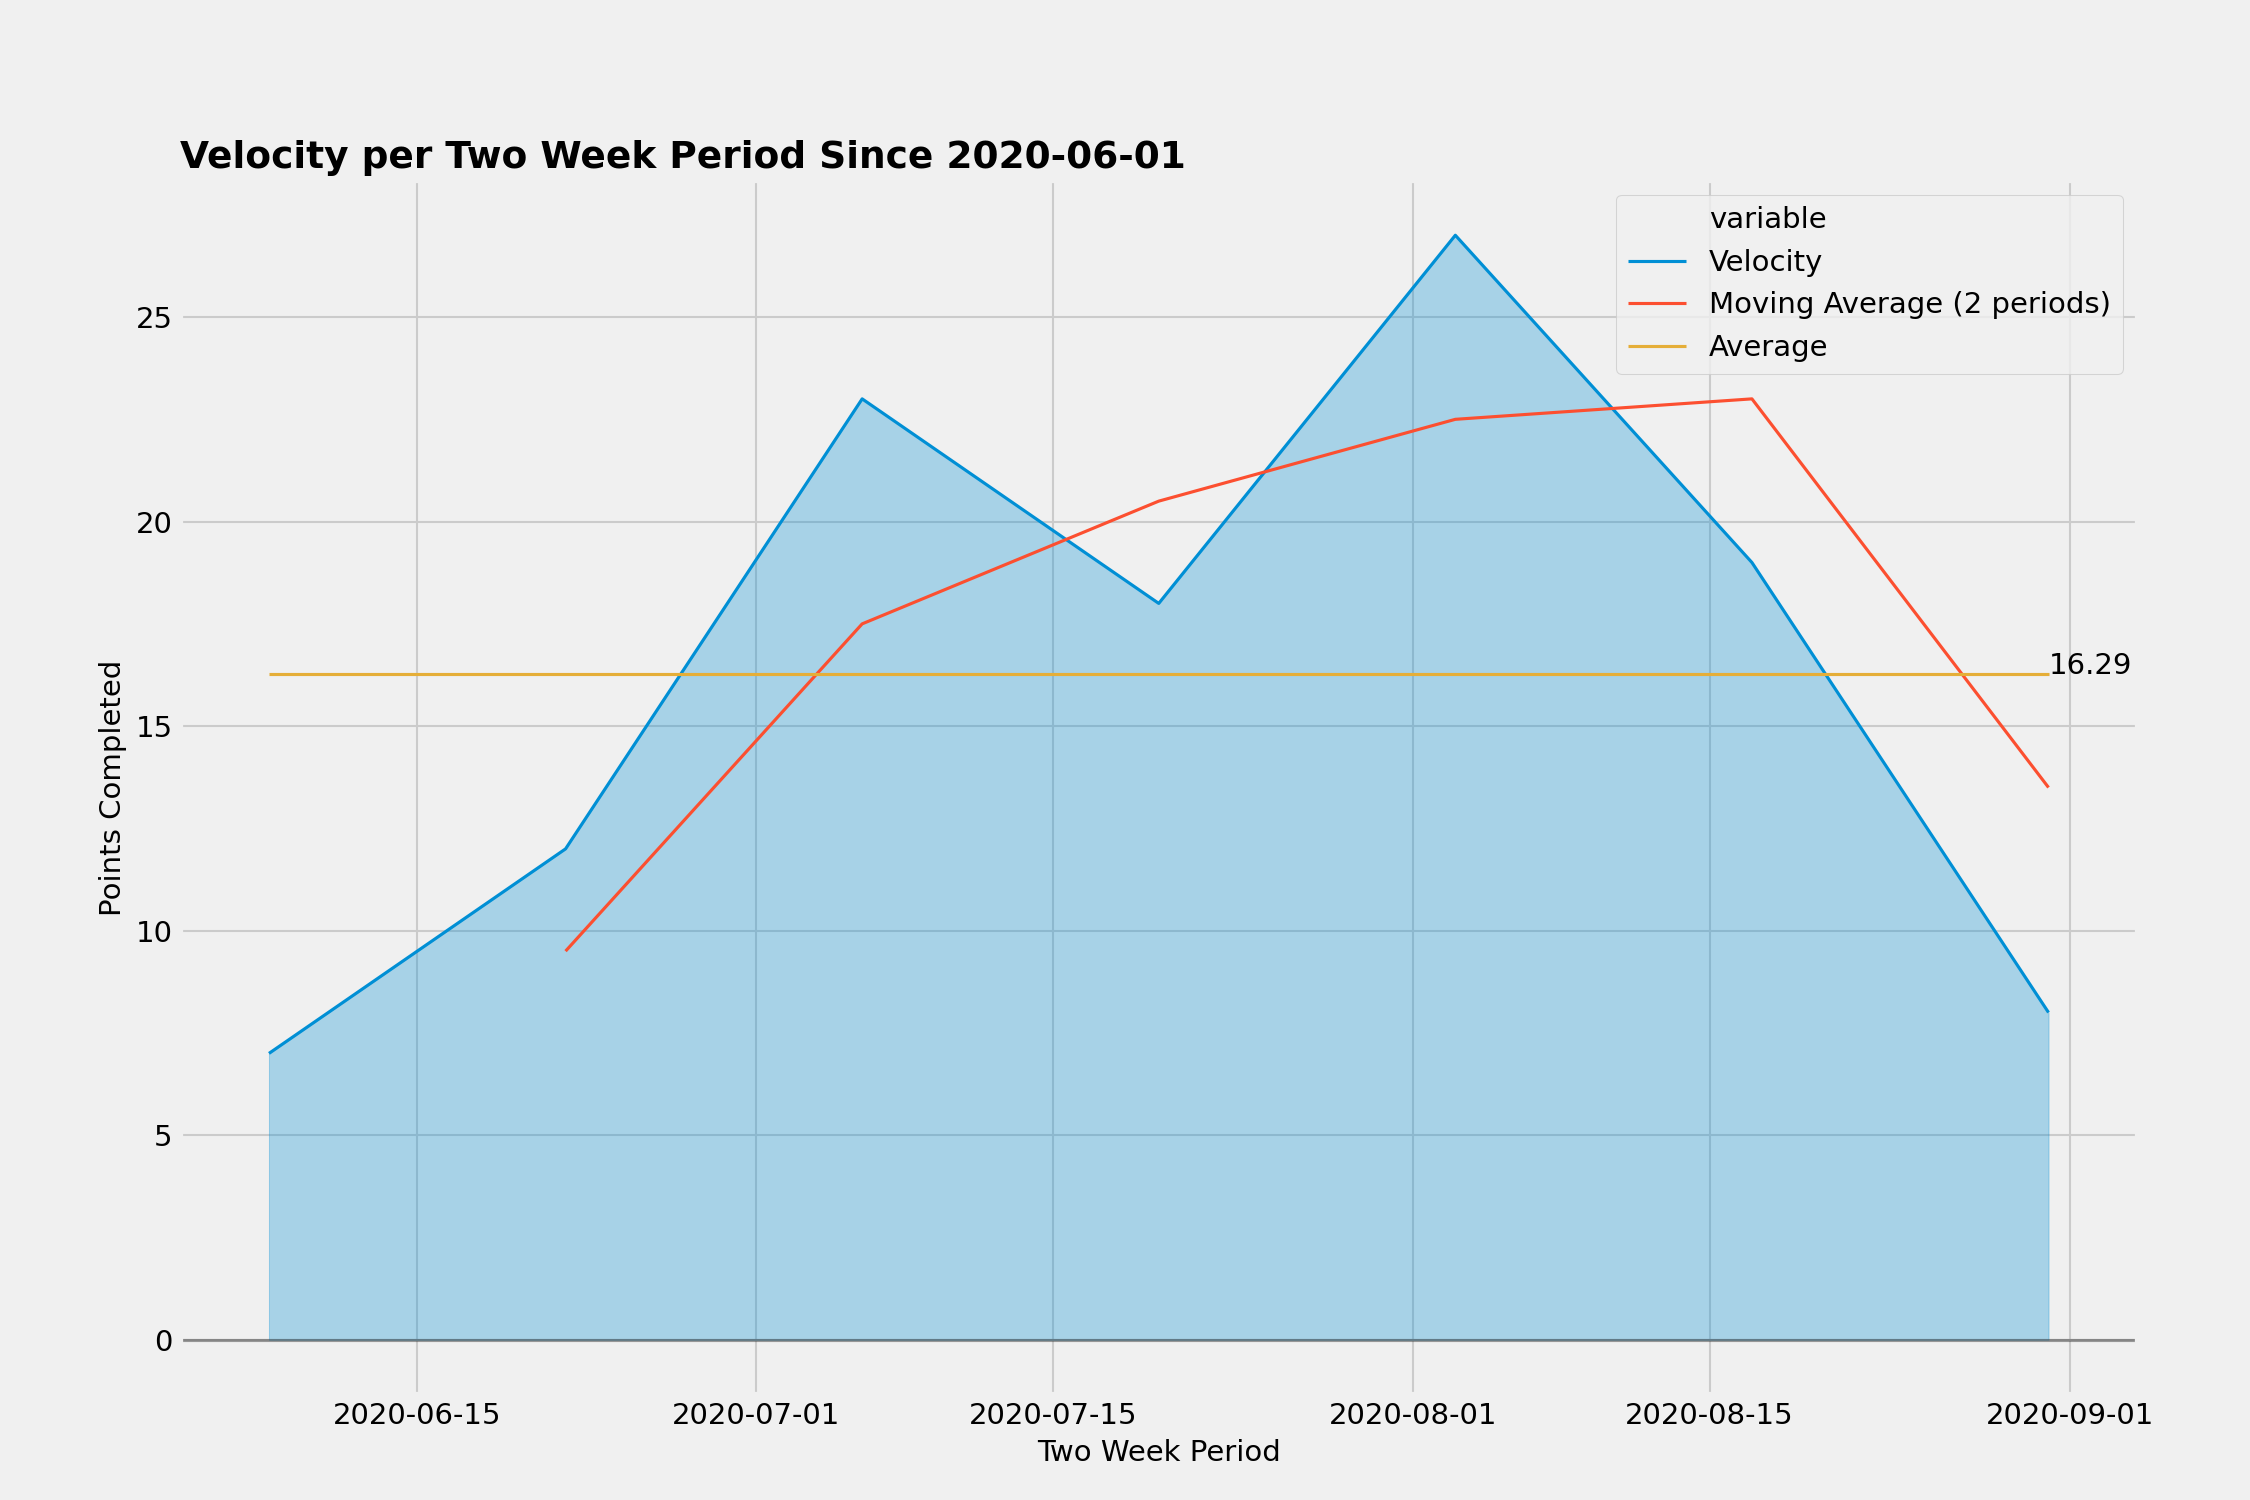 Velocity per Two Week Period Since 2020-06-01
variable
Velocity
Moving Average (2 periods)
Average
25
20
15
10
5
0
16.29
Points Completed
2020-06-15
2020-07-01
2020-07-15
2020-08-01
2020-08-15
2020-09-01
Two Week Period